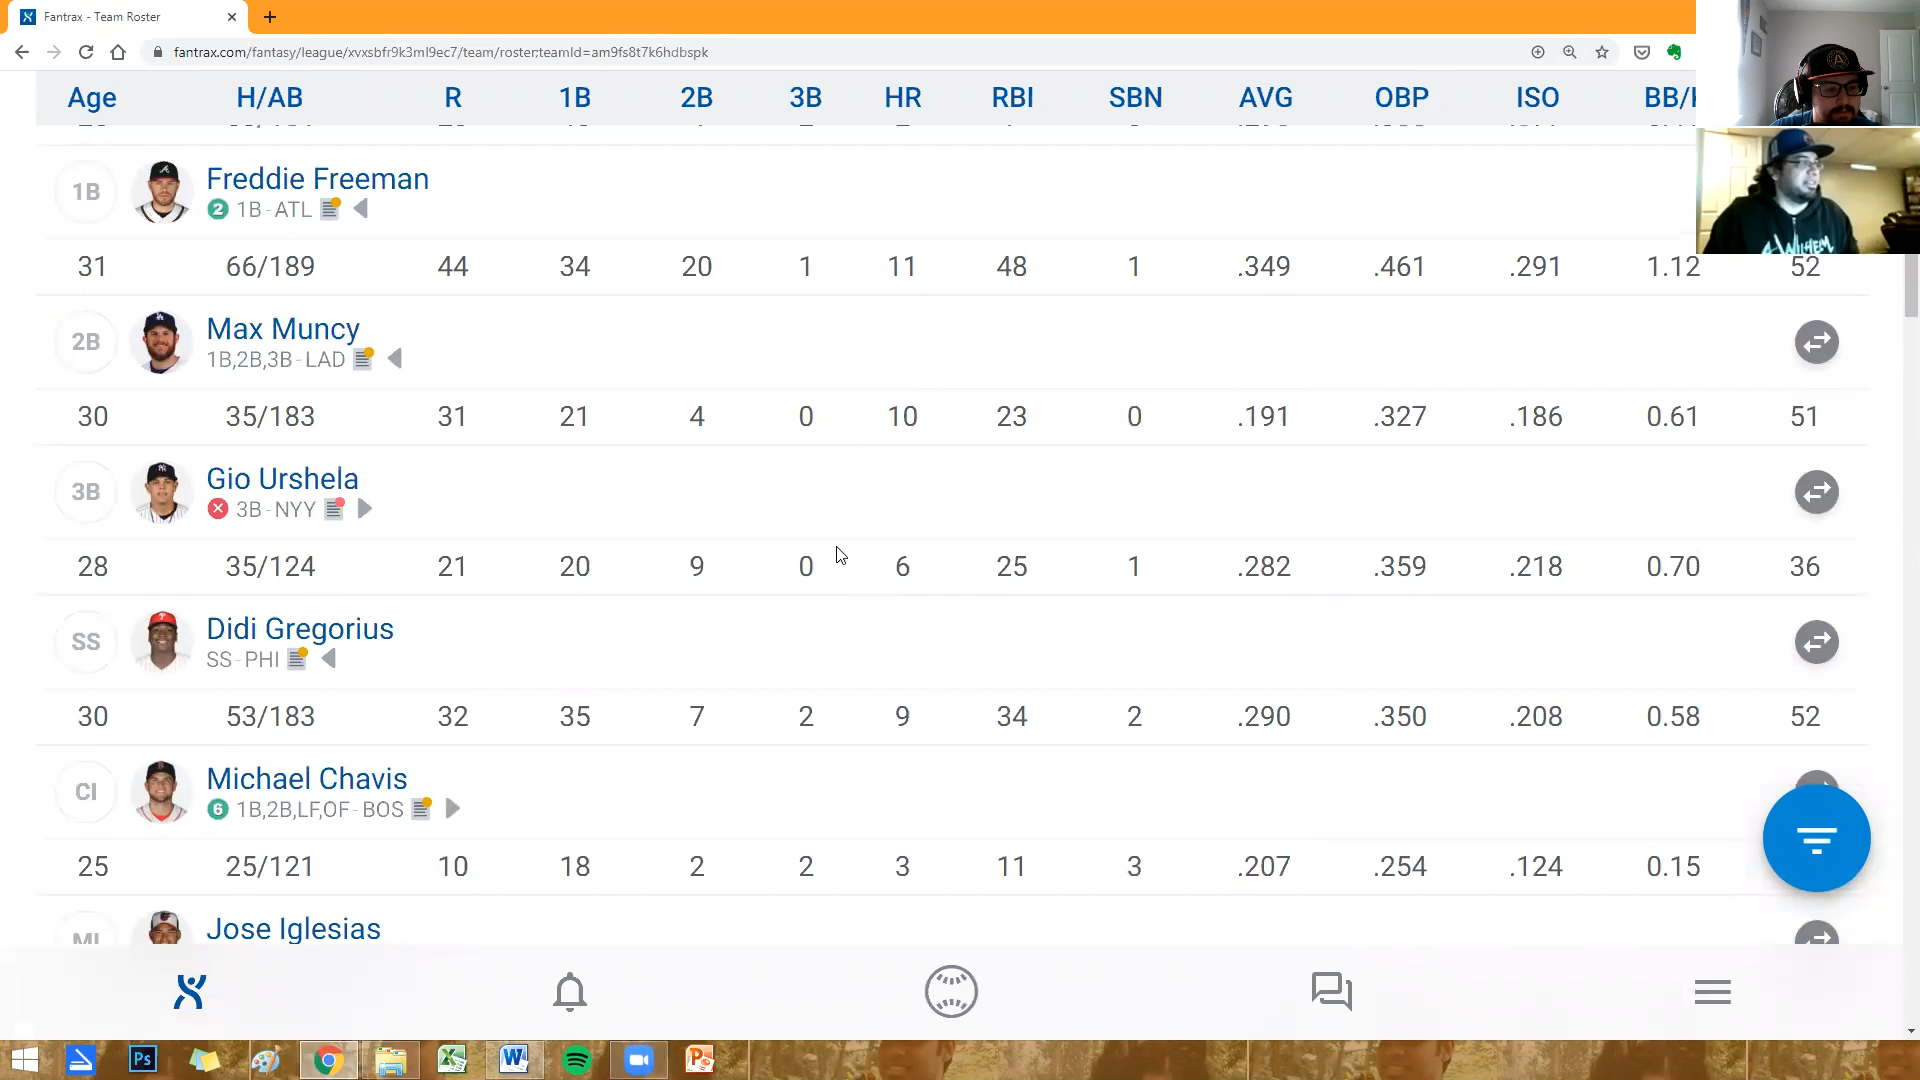 Fantrax - Team Roster
fantrax.com/fantasy/league/xvxsbfr9k3ml9ec7/team/roster;teamId=am9fs8t7k6hdbspk
Age H/AB R 1B 2B 3B HR RBI SBN AVG OBP ISO
1B Freddie Freeman
2 1B - ATL
31 66/189 44 34 20 1 11 48 1 .349 .461 .291 1.12 52
2B Max Muncy
1B,2B,3B - LAD
30 35/183 31 21 4 0 10 23 0 .191 .327 .186 0.61 51
3B Gio Urshela
3B - NYY
28 35/124 21 20 9 0 6 25 1 .282 .359 .218 0.70 36
SS Didi Gregorius
SS - PHI
30 53/183 32 35 7 2 9 34 2 .290 .350 .208 0.58 52
CI Michael Chavis
6 1B,2B,LF,OF - BOS
25 25/121 10 18 2 2 3 11 3 .207 .254 .124 0.15
MI Jose Iglesias
Ps